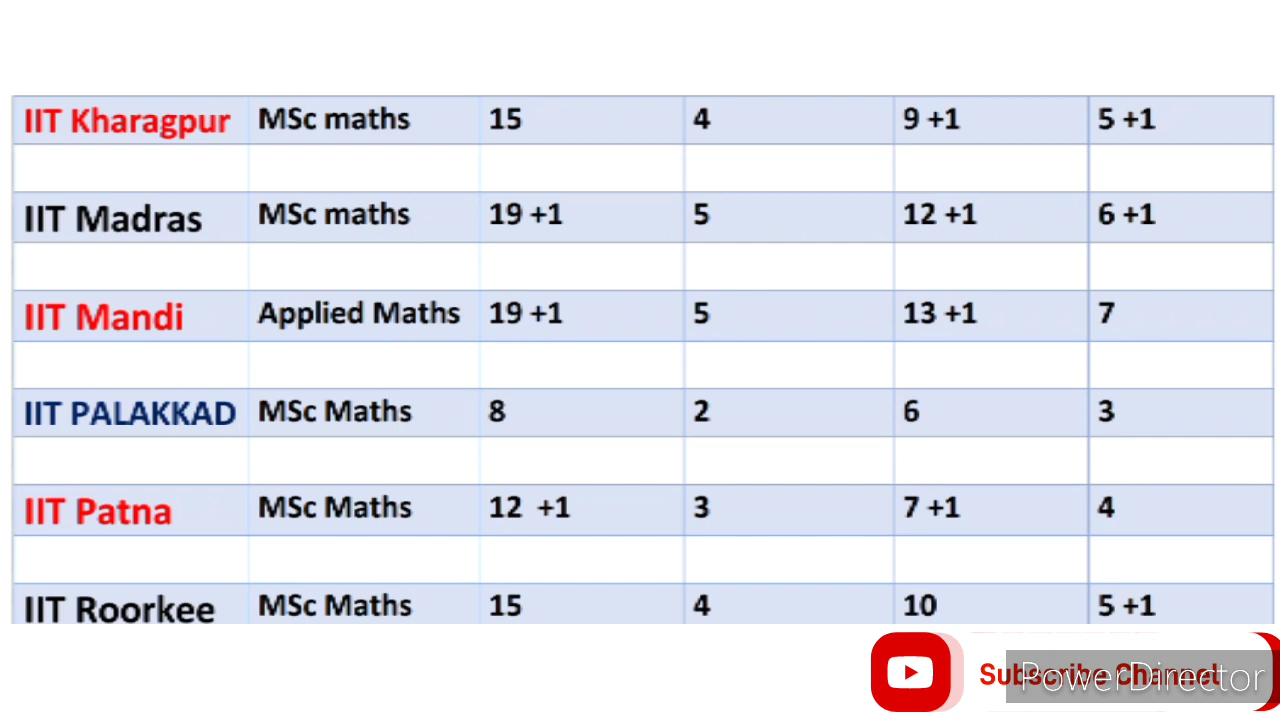 IIT Kharagpur MSc maths 15 4 9 +1 5 +1
IIT Madras MSc maths 19 +1 5 12 +1 6 +1
IIT Mandi Applied Maths 19 +1 5 13 +1 7
IIT PALAKKAD MSc Maths 8 2 6 3
IIT Patna MSc Maths 12 +1 3 7 +1 4
IIT Roorkee MSc Maths 15 4 10 5 +1
Subscribe Channel
PowerDirector